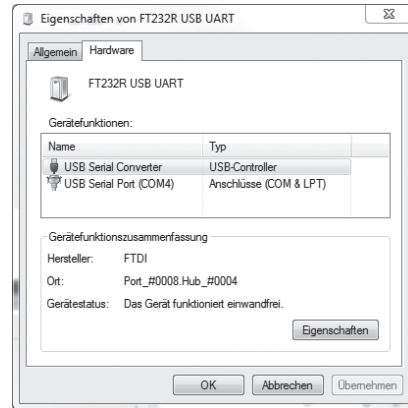 Eigenschaften von FT232R USB UART
Allgemein Hardware
FT232R USB UART
Gerätefunktionen:
Name Typ
USB Serial Converter USB-Controller
USB Serial Port (COM4) Anschlüsse (COM & LPT)
Gerätefunktionszusammenfassung
Hersteller: FTDI
Ort: Port_#0008.Hub_#0004
Gerätestatus: Das Gerät funktioniert einwandfrei.
Eigenschaften
OK Abbrechen Übernehmen